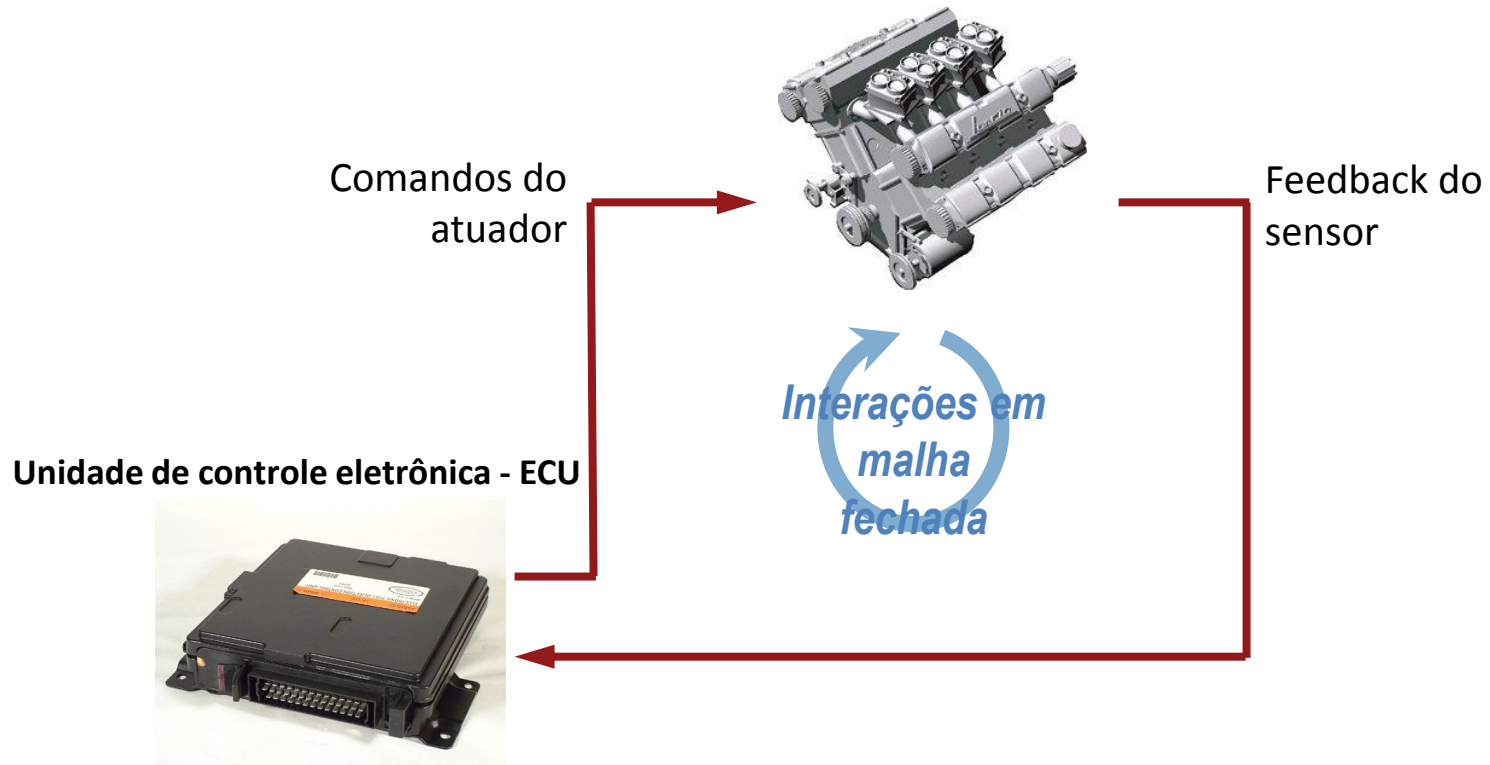 Comandos do
atuador
Feedback do
sensor
Interações em
malha
fechada
Unidade de controle eletrônica - ECU